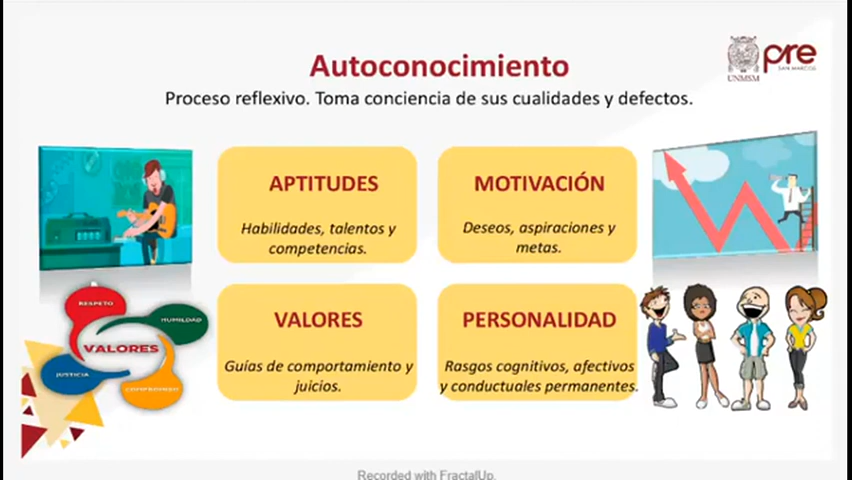 Autoconocimiento
Proceso reflexivo. Toma conciencia de sus cualidades y defectos.
UNMSM
pre
SAN MARCOS
APTITUDES
Habilidades, talentos y
competencias.
MOTIVACIÓN
Deseos, aspiraciones y
metas.
VALORES
Guías de comportamiento y
juicios.
PERSONALIDAD
Rasgos cognitivos, afectivos
y conductuales permanentes.
RESPETO
HUMILDAD
VALORES
JUSTICIA
COMPROMISO
Recorded with FractalUp.